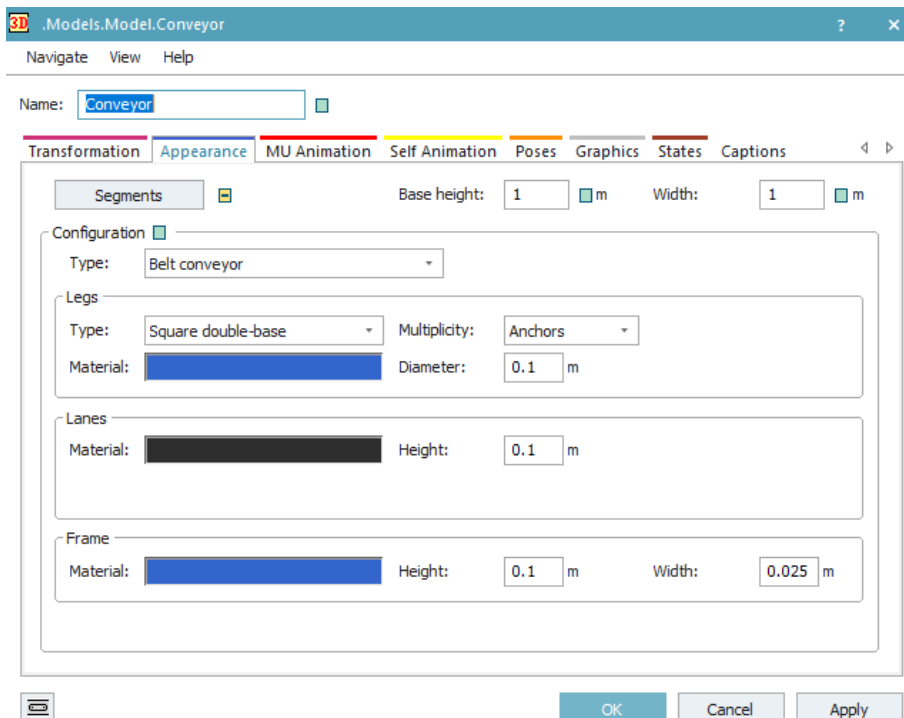 3D .Models.Model.Conveyor ? ×
Navigate View Help
Name: Conveyor
Transformation Appearance MU Animation Self Animation Poses Graphics States Captions
Segments Base height: 1 m Width: 1 m
Configuration
Type: Belt conveyor
Legs
Type: Square double-base Multiplicity: Anchors
Material: Diameter: 0.1 m
Lanes
Material: Height: 0.1 m
Frame
Material: Height: 0.1 m Width: 0.025 m
OK Cancel Apply